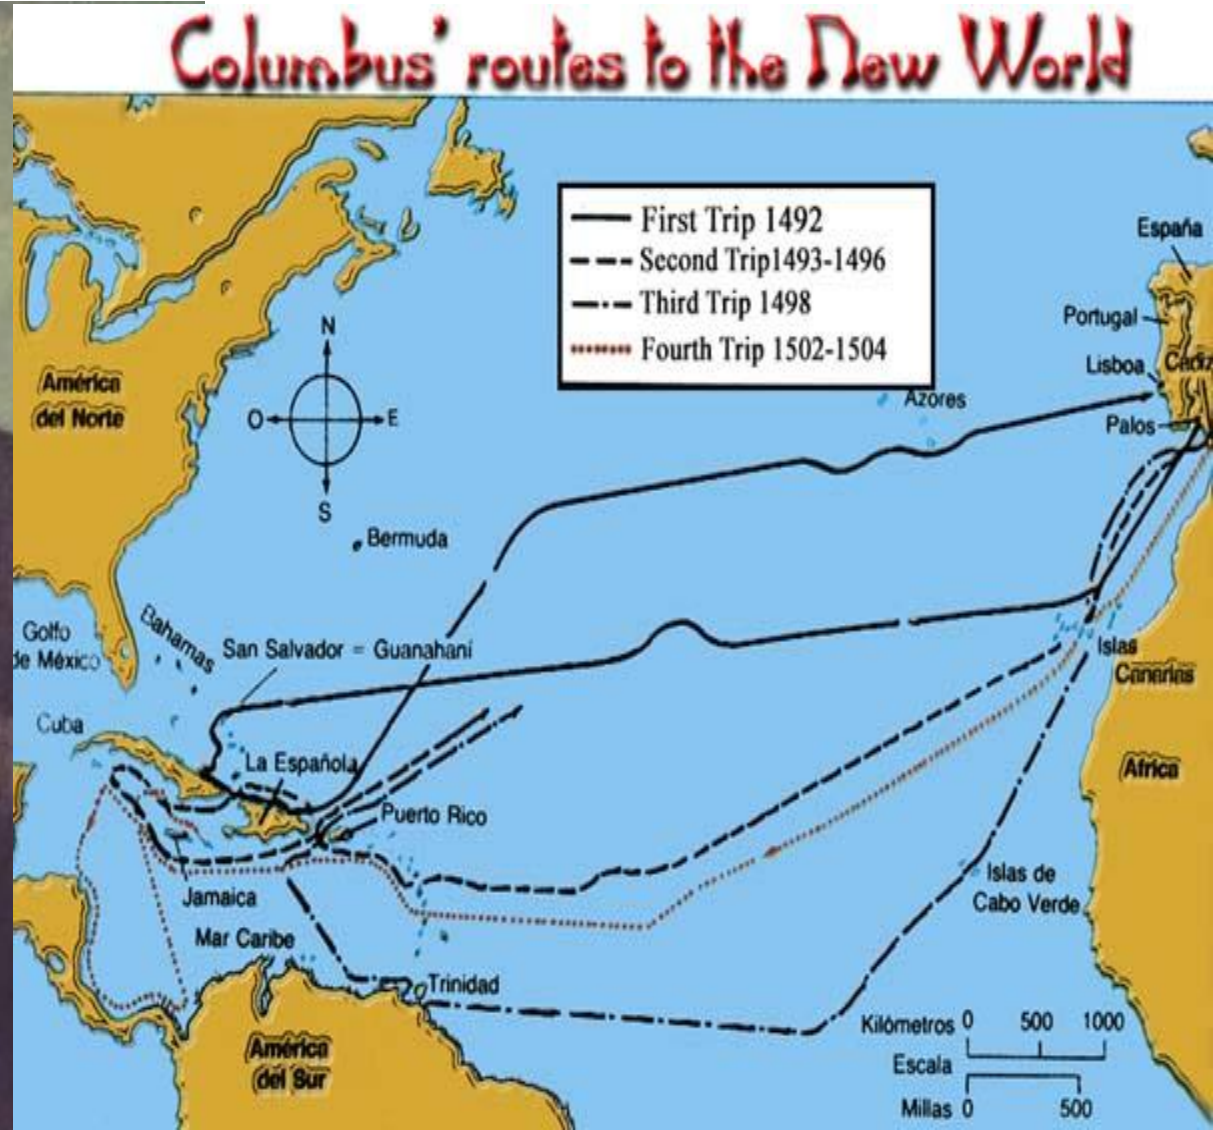 Columbus' routes to the New World
First Trip 1492
Second Trip1493-1496
Third Trip 1498
Fourth Trip 1502-1504
España
Portugal
Lisboa
Cádiz
Palos
Azores
América
del Norte
N
O
E
S
Bermuda
Golfo
de México
Bahamas
San Salvador = Guanahaní
Cuba
La Española
Puerto Rico
Jamaica
Mar Caribe
Trinidad
América
del Sur
Islas
Canarias
Africa
Islas de
Cabo Verde
Kilómetros 0 500 1000
Escala
Millas 0 500